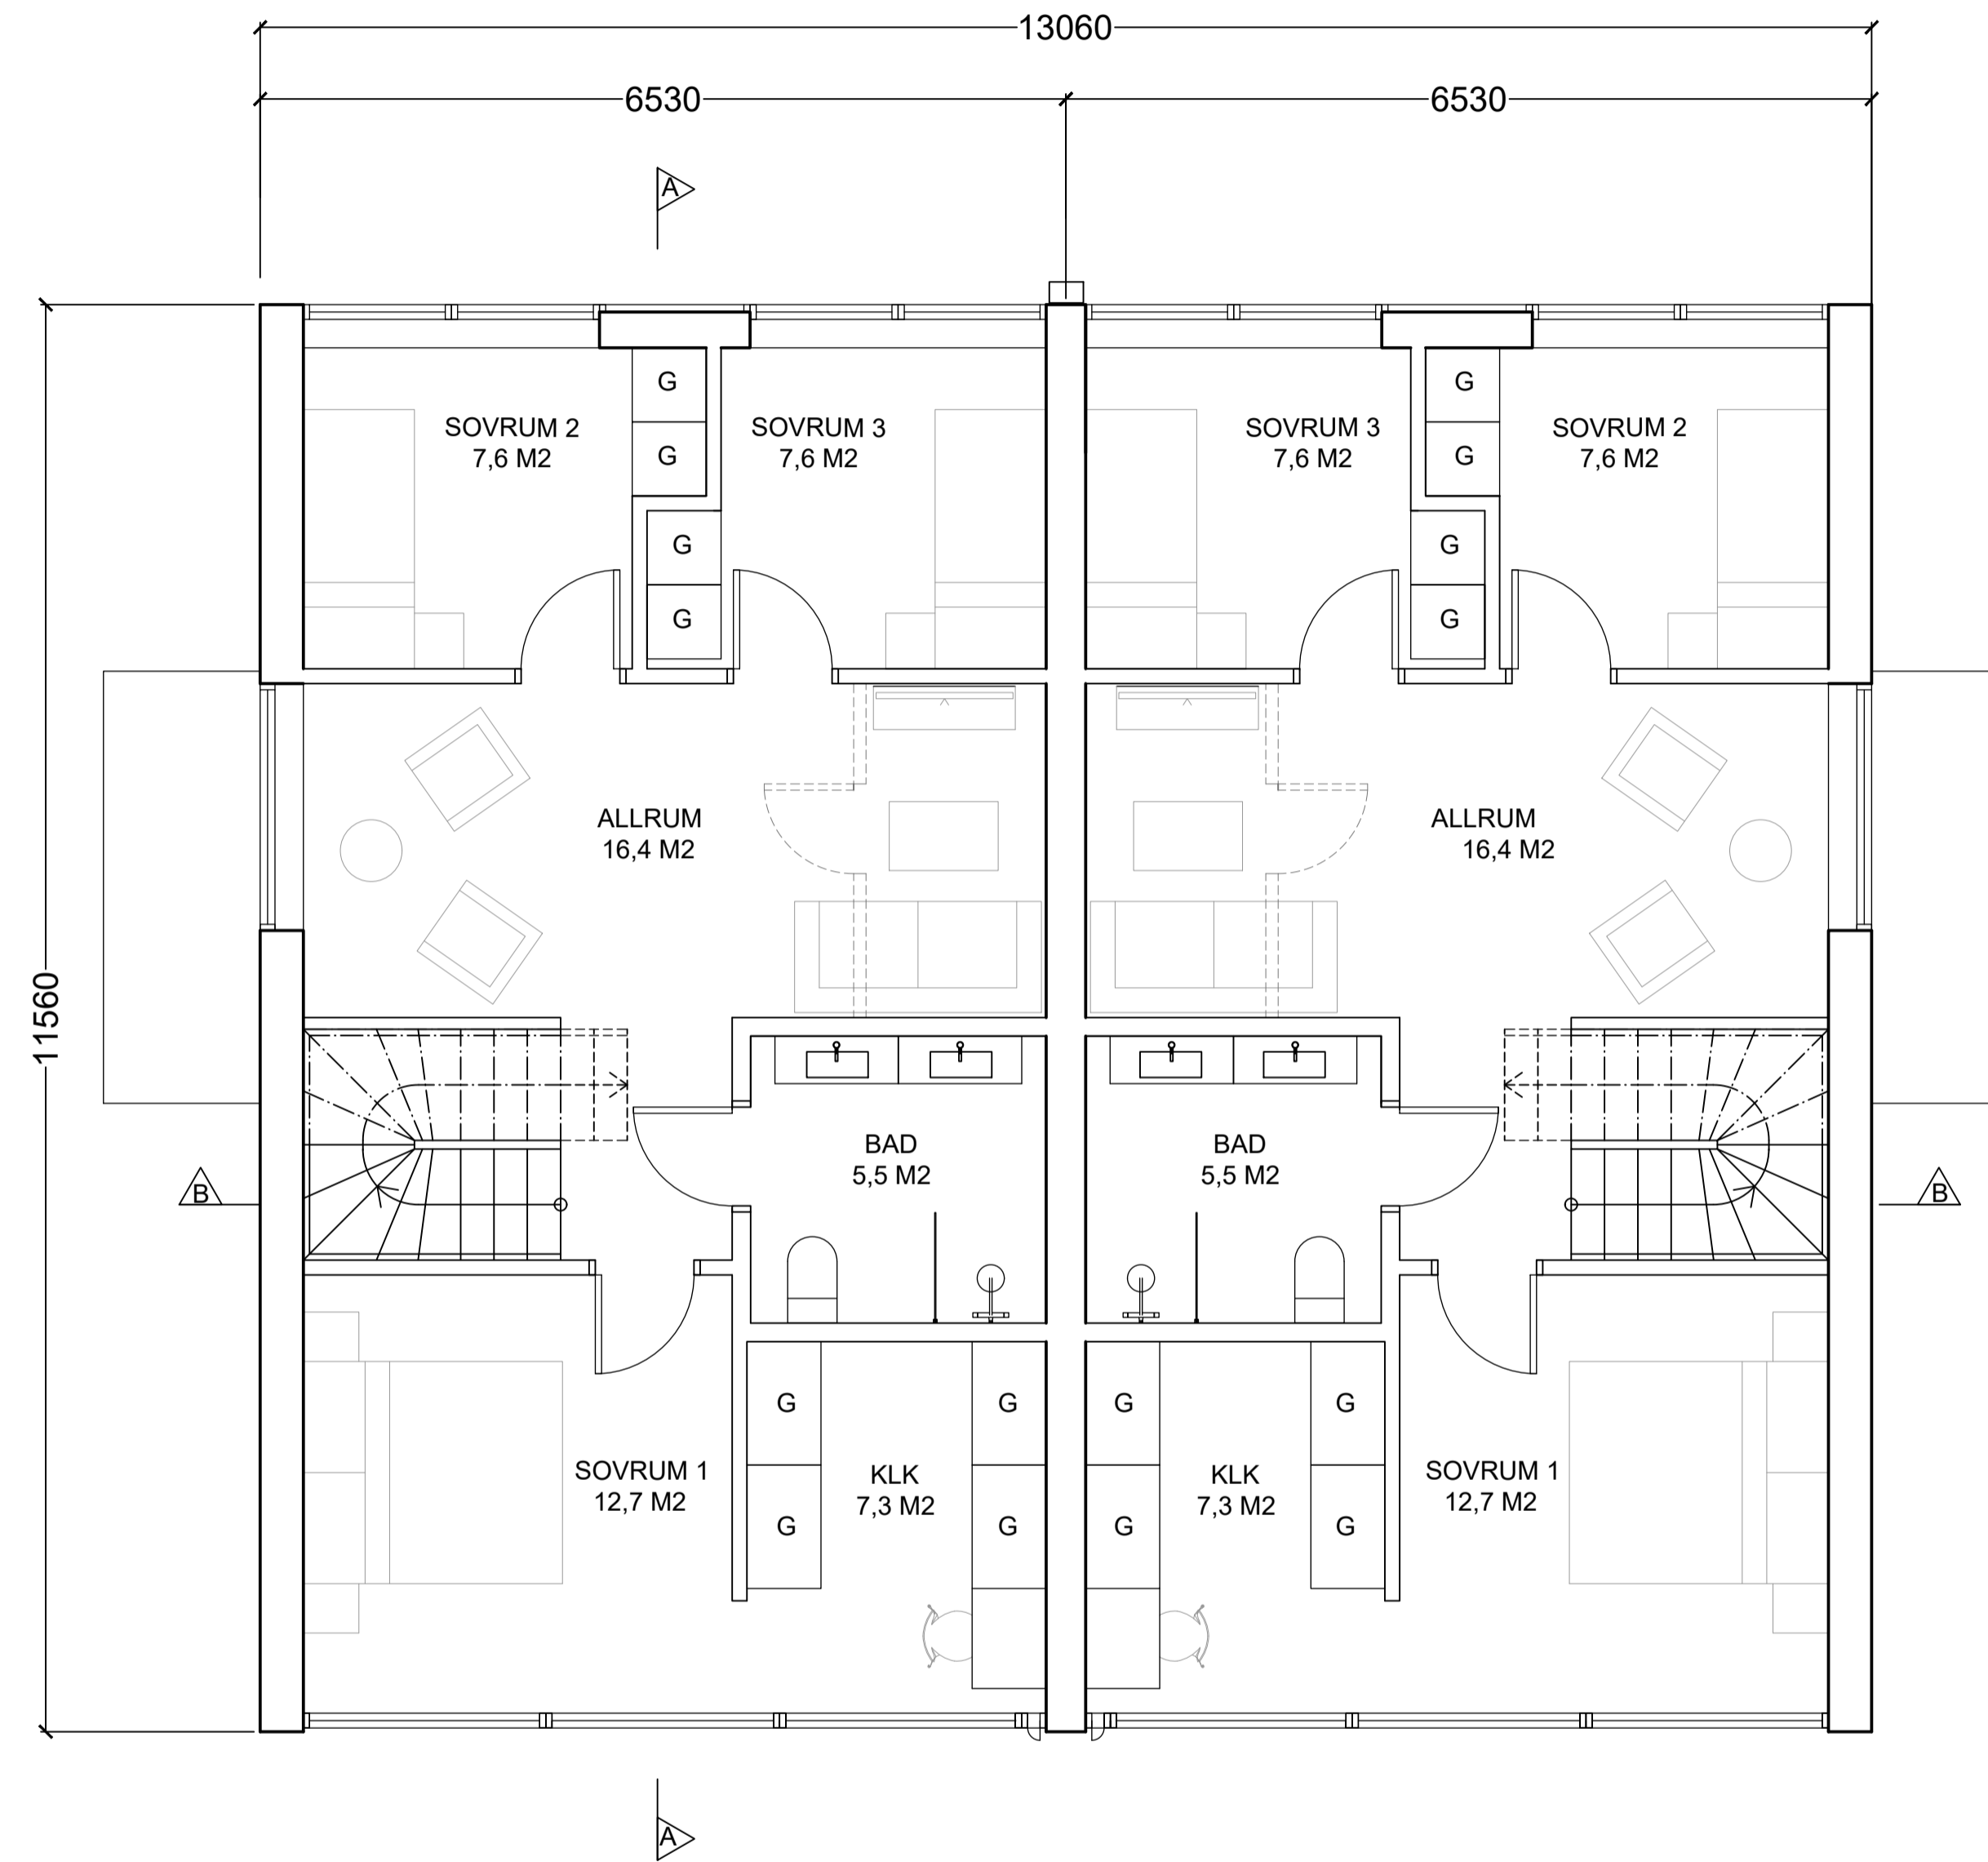 13060
6530
6530
A
G
G
SOVRUM 2
7,6 M2
SOVRUM 3
7,6 M2
SOVRUM 3
7,6 M2
SOVRUM 2
7,6 M2
G
G
G
G
G
G
ALLRUM
16,4 M2
ALLRUM
16,4 M2
11560
BAD
5,5 M2
BAD
5,5 M2
B
B
G
G
G
G
SOVRUM 1
12,7 M2
KLK
7,3 M2
KLK
7,3 M2
SOVRUM 1
12,7 M2
G
G
G
G
A